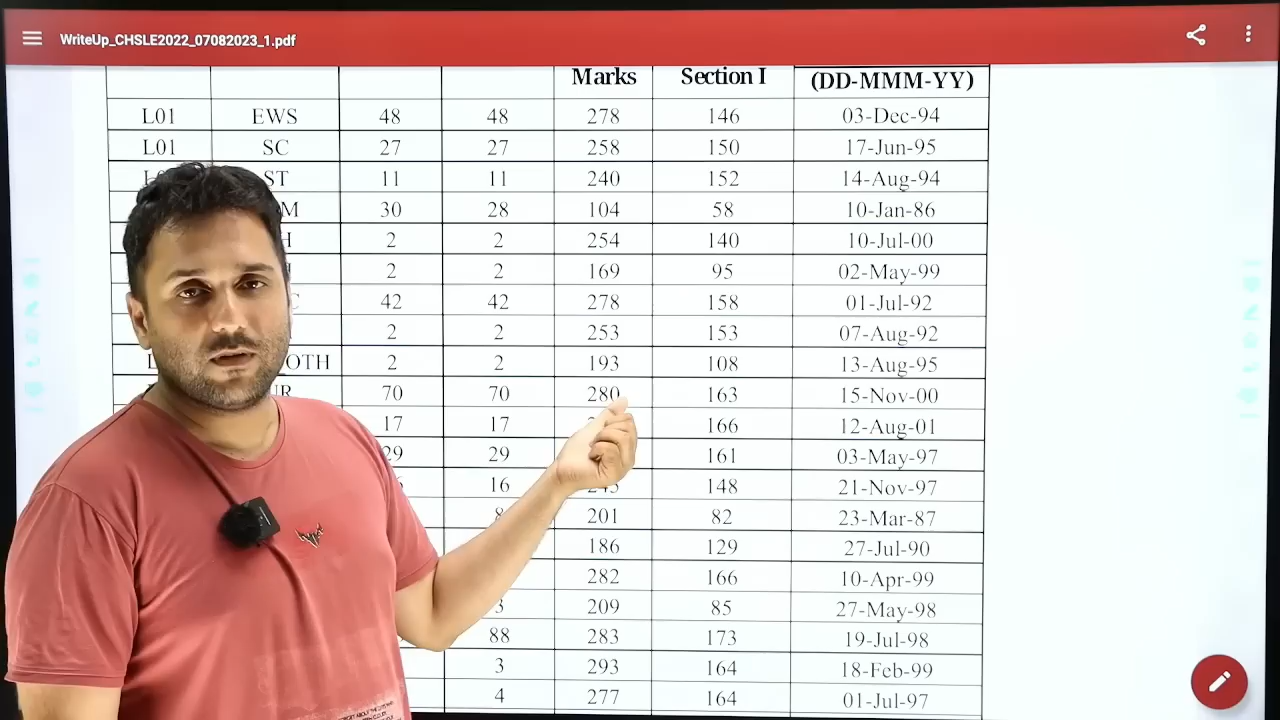 WriteUp_CHSLE2022_07082023_1.pdf
Marks Section I (DD-MMM-YY)
L01 EWS 48 48 278 146 03-Dec-94
L01 SC 27 27 258 150 17-Jun-95
ST 11 11 240 152 14-Aug-94
30 28 104 58 10-Jan-86
2 2 254 140 10-Jul-00
2 2 169 95 02-May-99
42 42 278 158 01-Jul-92
2 2 253 153 07-Aug-92
OTH 2 2 193 108 13-Aug-95
UR 70 70 280 163 15-Nov-00
17 17 166 12-Aug-01
29 29 161 03-May-97
16 148 21-Nov-97
8 201 82 23-Mar-87
186 129 27-Jul-90
282 166 10-Apr-99
3 209 85 27-May-98
88 283 173 19-Jul-98
3 293 164 18-Feb-99
4 277 164 01-Jul-97